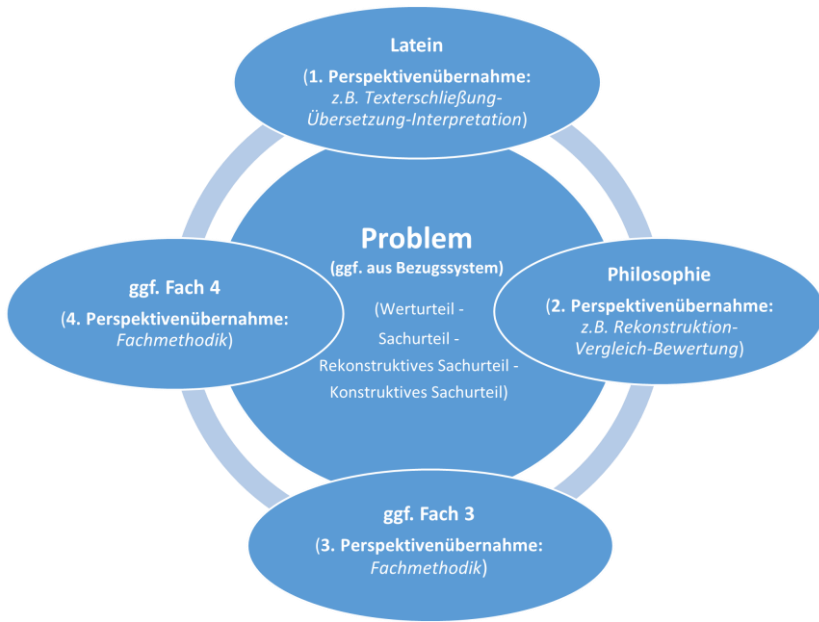 Latein
(1. Perspektivenübernahme:
z.B. Texterschließung-
Übersetzung-Interpretation)
Problem
(ggf. aus Bezugssystem)
(Werturteil -
Sachurteil -
Rekonstruktives Sachurteil -
Konstruktives Sachurteil)
Philosophie
(2. Perspektivenübernahme:
z.B. Rekonstruktion-
Vergleich-Bewertung)
ggf. Fach 3
(3. Perspektivenübernahme:
Fachmethodik)
ggf. Fach 4
(4. Perspektivenübernahme:
Fachmethodik)